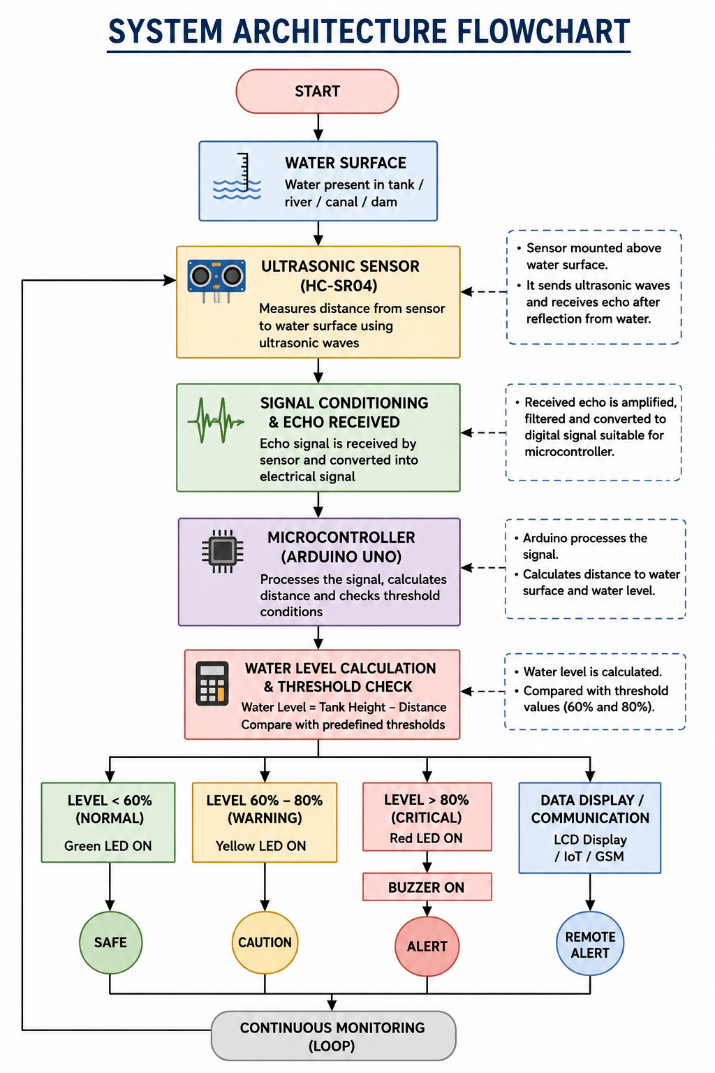 SYSTEM ARCHITECTURE FLOWCHART
START
WATER SURFACE
Water present in tank /
river / canal / dam
ULTRASONIC SENSOR
(HC-SR04)
Measures distance from sensor
to water surface using
ultrasonic waves
• Sensor mounted above
water surface.
• It sends ultrasonic waves
and receives echo after
reflection from water.
SIGNAL CONDITIONING
& ECHO RECEIVED
Echo signal is received by
sensor and converted into
electrical signal
• Received echo is amplified,
filtered and converted to
digital signal suitable for
microcontroller.
MICROCONTROLLER
(ARDUINO UNO)
Processes the signal, calculates
distance and checks threshold
conditions
• Arduino processes the
signal.
• Calculates distance to water
surface and water level.
WATER LEVEL CALCULATION
& THRESHOLD CHECK
Water Level = Tank Height – Distance
Compare with predefined thresholds
• Water level is calculated.
• Compared with threshold
values (60% and 80%).
LEVEL < 60%
(NORMAL)
Green LED ON
LEVEL 60% – 80%
(WARNING)
Yellow LED ON
LEVEL > 80%
(CRITICAL)
Red LED ON
BUZZER ON
DATA DISPLAY /
COMMUNICATION
LCD Display
/ IoT / GSM
SAFE
CAUTION
ALERT
REMOTE
ALERT
CONTINUOUS MONITORING
(LOOP)